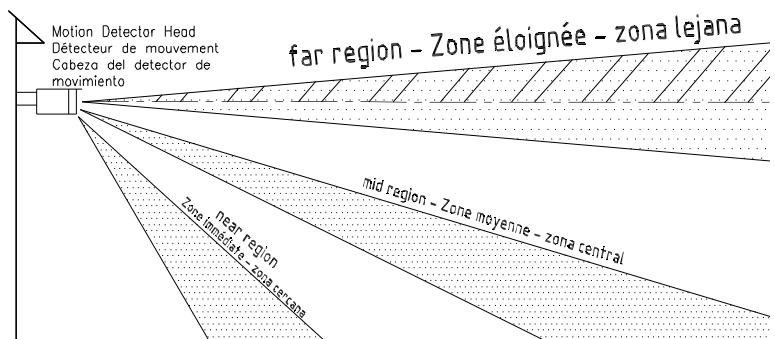 Motion Detector Head
Détecteur de mouvement
Cabeza del detector de
movimiento
far region - Zone éloignée - zona lejana
mid region - Zone moyenne - zona central
near region
Zone immédiate - zona cercana